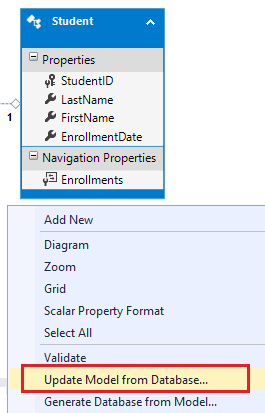 Student
Properties
StudentID
LastName
FirstName
EnrollmentDate
1
Navigation Properties
Enrollments
Add New
Diagram
Zoom
Grid
Scalar Property Format
Select All
Validate
Update Model from Database...
Generate Database from Model...